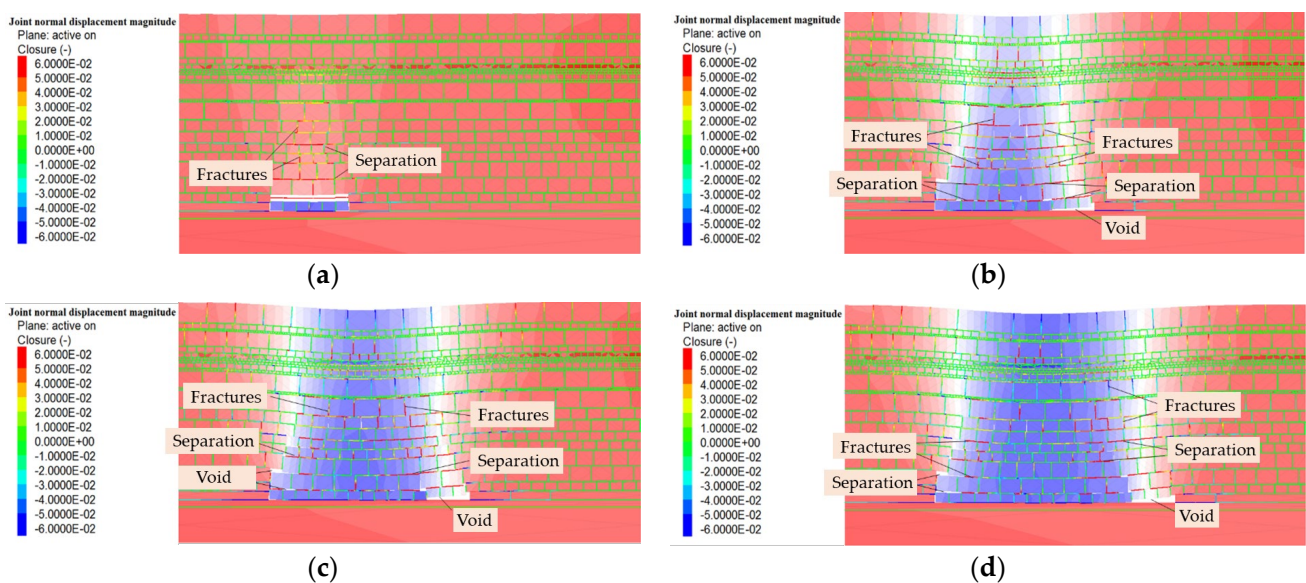 Joint normal displacement magnitude
Plane: active on
Closure (-)
6.0000E-02
5.0000E-02
4.0000E-02
3.0000E-02
2.0000E-02
1.0000E-02
0.0000E+00
-1.0000E-02
-2.0000E-02
-3.0000E-02
-4.0000E-02
-5.0000E-02
-6.0000E-02
Fractures
Separation
(a)
Joint normal displacement magnitude
Plane: active on
Closure (-)
6.0000E-02
5.0000E-02
4.0000E-02
3.0000E-02
2.0000E-02
1.0000E-02
0.0000E+00
-1.0000E-02
-2.0000E-02
-3.0000E-02
-4.0000E-02
-5.0000E-02
-6.0000E-02
Fractures
Fractures
Separation
Separation
Void
(b)
Joint normal displacement magnitude
Plane: active on
Closure (-)
6.0000E-02
5.0000E-02
4.0000E-02
3.0000E-02
2.0000E-02
1.0000E-02
0.0000E+00
-1.0000E-02
-2.0000E-02
-3.0000E-02
-4.0000E-02
-5.0000E-02
-6.0000E-02
Fractures
Fractures
Separation
Separation
Void
Void
(c)
Joint normal displacement magnitude
Plane: active on
Closure (-)
6.0000E-02
5.0000E-02
4.0000E-02
3.0000E-02
2.0000E-02
1.0000E-02
0.0000E+00
-1.0000E-02
-2.0000E-02
-3.0000E-02
-4.0000E-02
-5.0000E-02
-6.0000E-02
Fractures
Fractures
Separation
Separation
Void
(d)